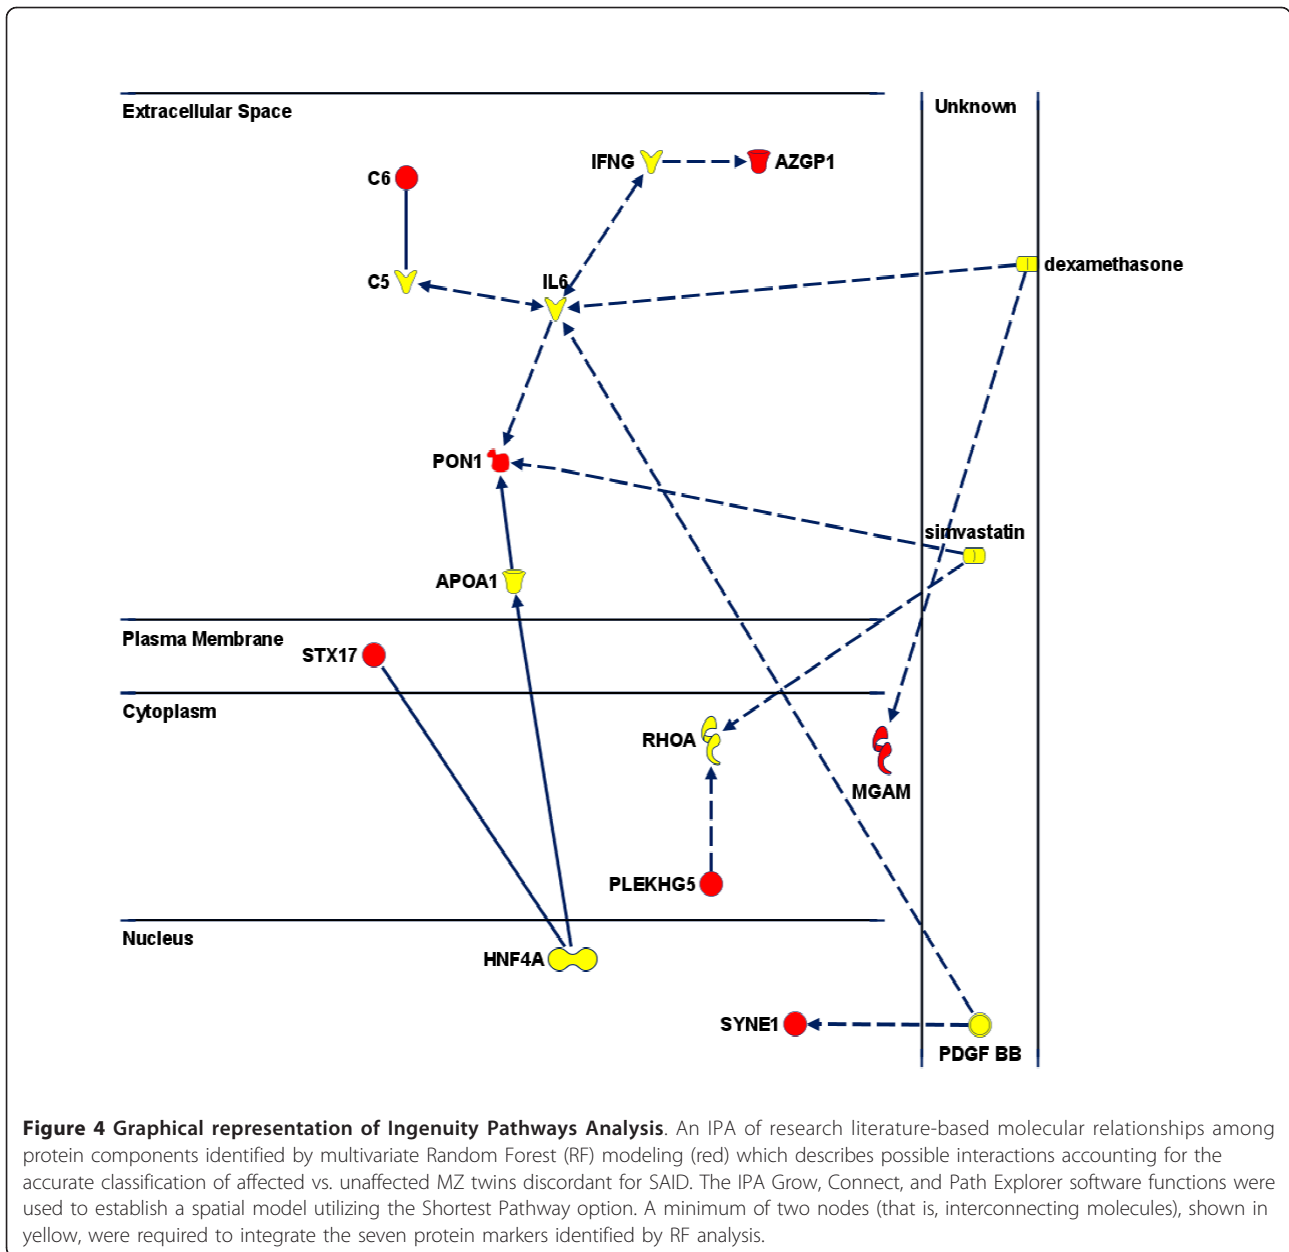 Extracellular Space
Unknown
IFNG
AZGP1
C6
dexamethasone
C5
IL6
PON1
simvastatin
APOA1
Plasma Membrane
STX17
Cytoplasm
RHOA
MGAM
PLEKHG5
Nucleus
HNF4A
SYNE1
PDGF BB
Figure 4 Graphical representation of Ingenuity Pathways Analysis. An IPA of research literature-based molecular relationships among
protein components identified by multivariate Random Forest (RF) modeling (red) which describes possible interactions accounting for the
accurate classification of affected vs. unaffected MZ twins discordant for SAID. The IPA Grow, Connect, and Path Explorer software functions were
used to establish a spatial model utilizing the Shortest Pathway option. A minimum of two nodes (that is, interconnecting molecules), shown in
yellow, were required to integrate the seven protein markers identified by RF analysis.